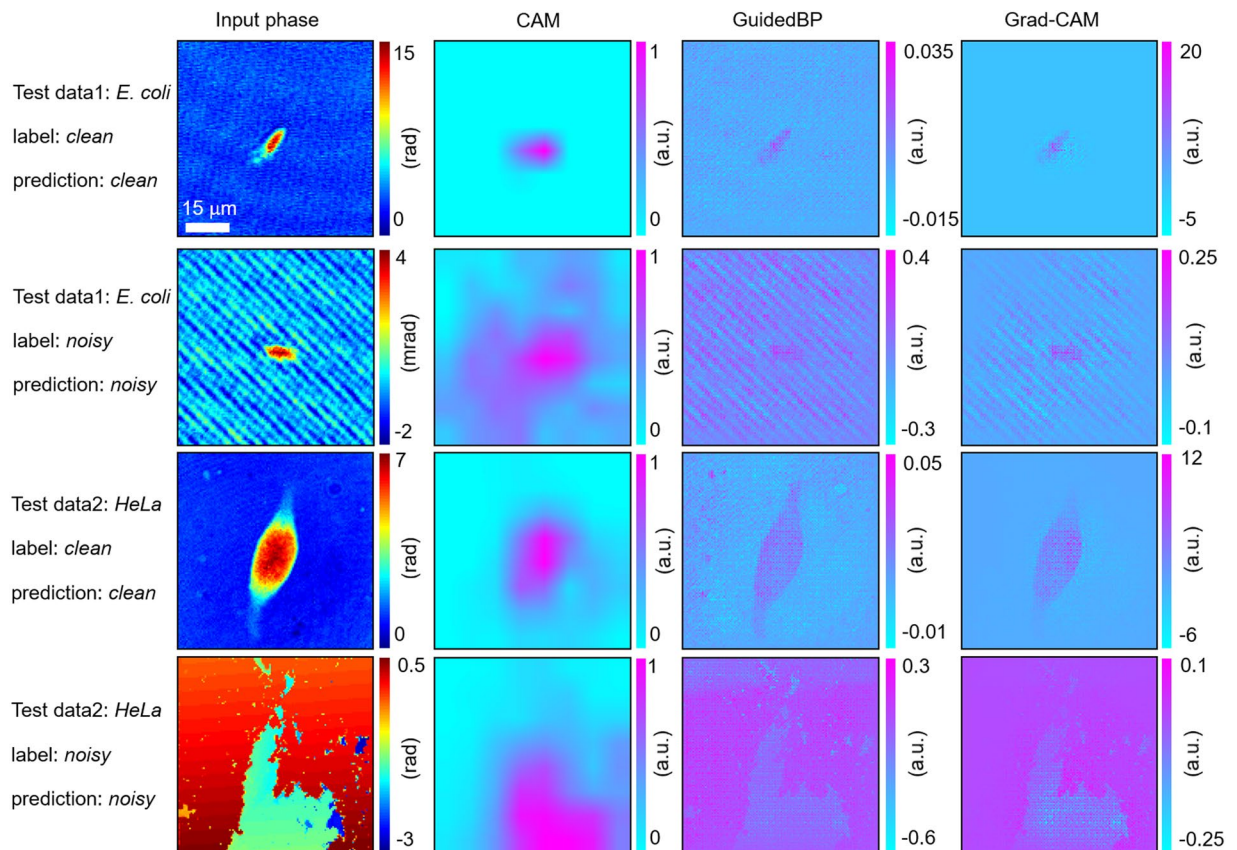 Input phase
CAM
GuidedBP
Grad-CAM
Test data1: E. coli
label: clean
prediction: clean
15 μm
15
(rad)
0
1
(a.u.)
0
0.035
(a.u.)
-0.015
20
(a.u.)
-5
Test data1: E. coli
label: noisy
prediction: noisy
4
(mrad)
-2
1
(a.u.)
0
0.4
(a.u.)
-0.3
0.25
(a.u.)
-0.1
Test data2: HeLa
label: clean
prediction: clean
7
(rad)
0
1
(a.u.)
0
0.05
(a.u.)
-0.01
12
(a.u.)
-6
Test data2: HeLa
label: noisy
prediction: noisy
0.5
(rad)
-3
1
(a.u.)
0
0.3
(a.u.)
-0.6
0.1
(a.u.)
-0.25